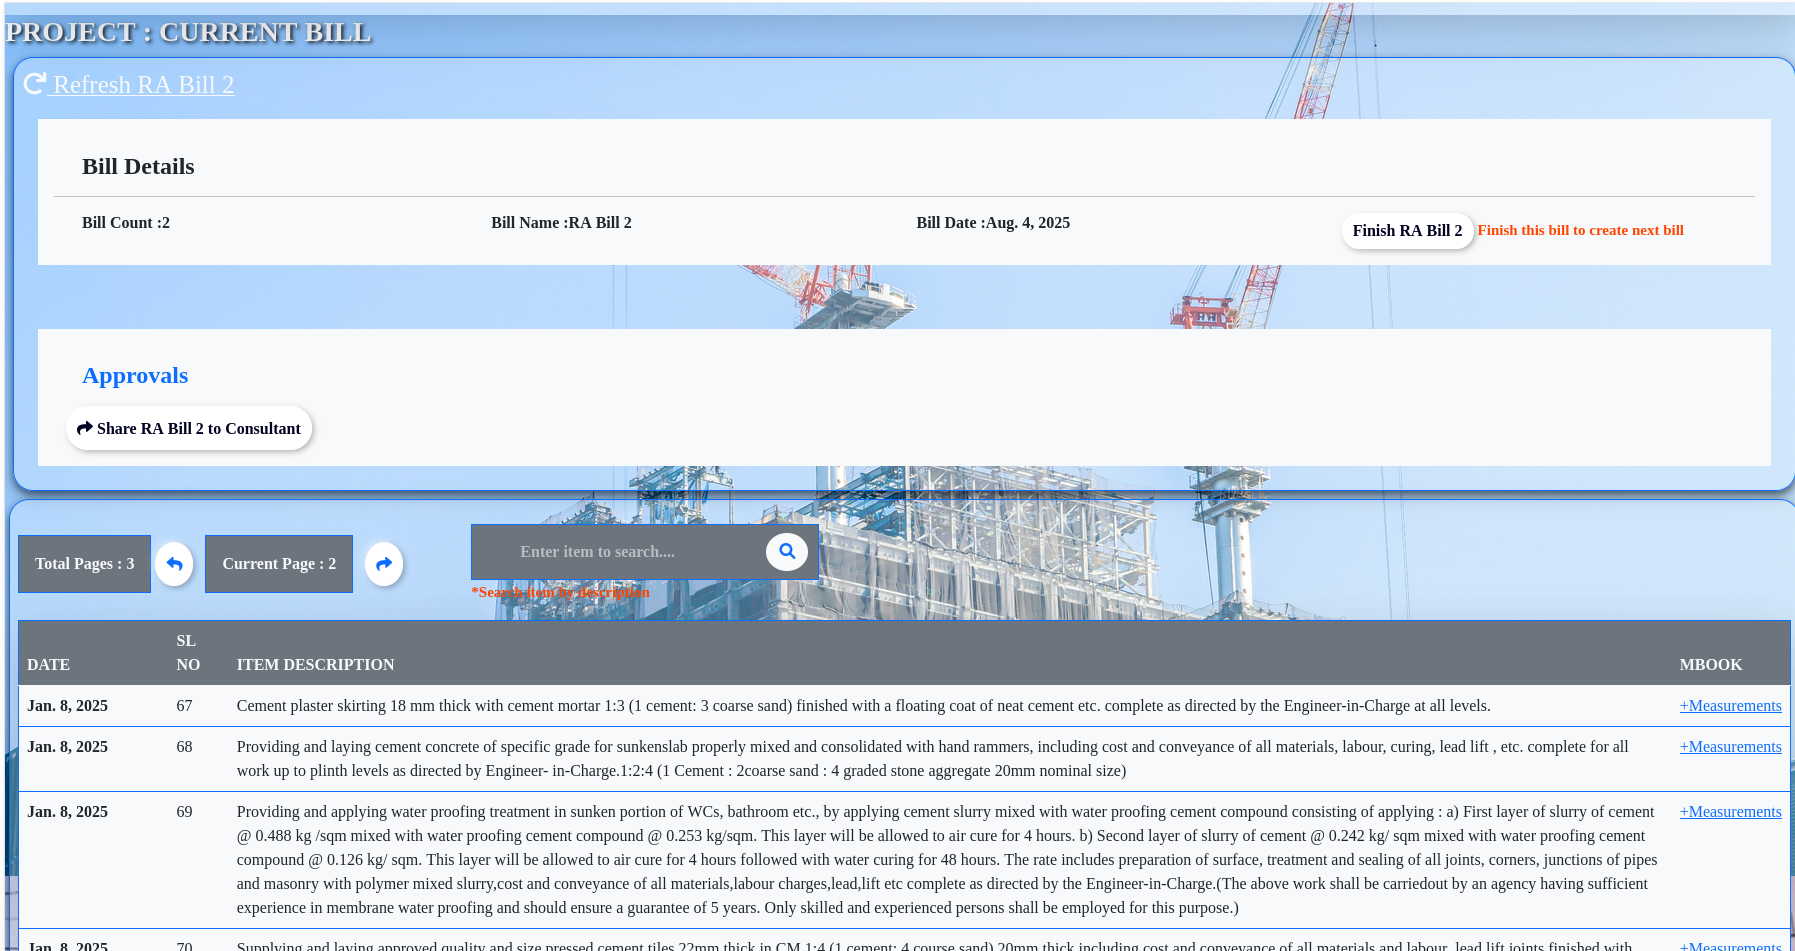 PROJECT : CURRENT BILL
Refresh RA Bill 2
Bill Details
Bill Count :2
Bill Name :RA Bill 2
Bill Date :Aug. 4, 2025
Finish RA Bill 2
Finish this bill to create next bill
Approvals
Share RA Bill 2 to Consultant
Total Pages : 3
Current Page : 2
Enter item to search....
*Search item by description
DATE
SL
NO
ITEM DESCRIPTION
MBOOK
Jan. 8, 2025
67
Cement plaster skirting 18 mm thick with cement mortar 1:3 (1 cement: 3 coarse sand) finished with a floating coat of neat cement etc. complete as directed by the Engineer-in-Charge at all levels.
+Measurements
Jan. 8, 2025
68
Providing and laying cement concrete of specific grade for sunkenslab properly mixed and consolidated with hand rammers, including cost and conveyance of all materials, labour, curing, lead lift , etc. complete for all
work up to plinth levels as directed by Engineer- in-Charge.1:2:4 (1 Cement : 2coarse sand : 4 graded stone aggregate 20mm nominal size)
+Measurements
Jan. 8, 2025
69
Providing and applying water proofing treatment in sunken portion of WCs, bathroom etc., by applying cement slurry mixed with water proofing cement compound consisting of applying : a) First layer of slurry of cement
@ 0.488 kg /sqm mixed with water proofing cement compound @ 0.253 kg/sqm. This layer will be allowed to air cure for 4 hours. b) Second layer of slurry of cement @ 0.242 kg/ sqm mixed with water proofing cement
compound @ 0.126 kg/ sqm. This layer will be allowed to air cure for 4 hours followed with water curing for 48 hours. The rate includes preparation of surface, treatment and sealing of all joints, corners, junctions of pipes
and masonry with polymer mixed slurry,cost and conveyance of all materials,labour charges,lead,lift etc complete as directed by the Engineer-in-Charge.(The above work shall be carriedout by an agency having sufficient
experience in membrane water proofing and should ensure a guarantee of 5 years. Only skilled and experienced persons shall be employed for this purpose.)
+Measurements
Jan. 8, 2025
70
Supplying and laying approved quality and size pressed cement tiles 22mm thick in CM 1:4 (1 cement: 4 course sand) 20mm thick including cost and conveyance of all materials and labour, lead lift joints finished with
+Measurements